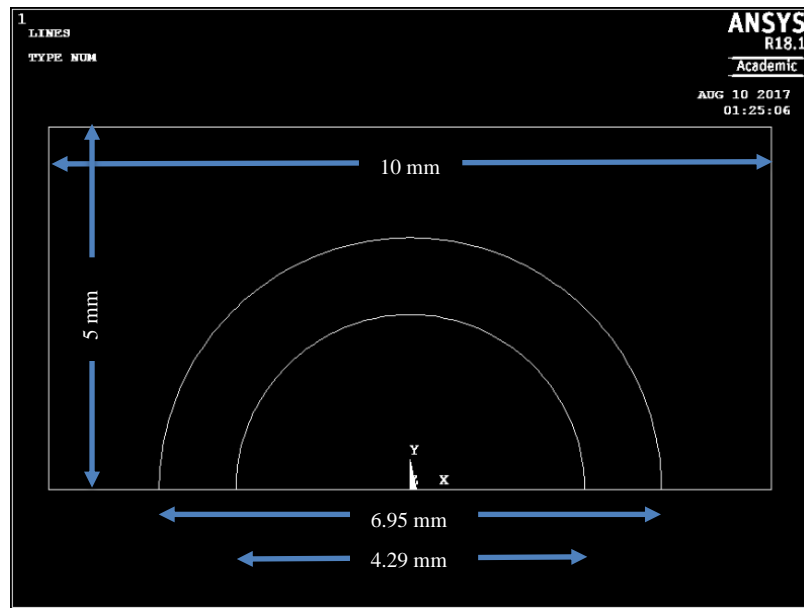 1
LINES
TYPE NUM
ANSYS
R18.1
Academic
AUG 10 2017
01:25:06
10 mm
5 mm
Y
X
6.95 mm
4.29 mm